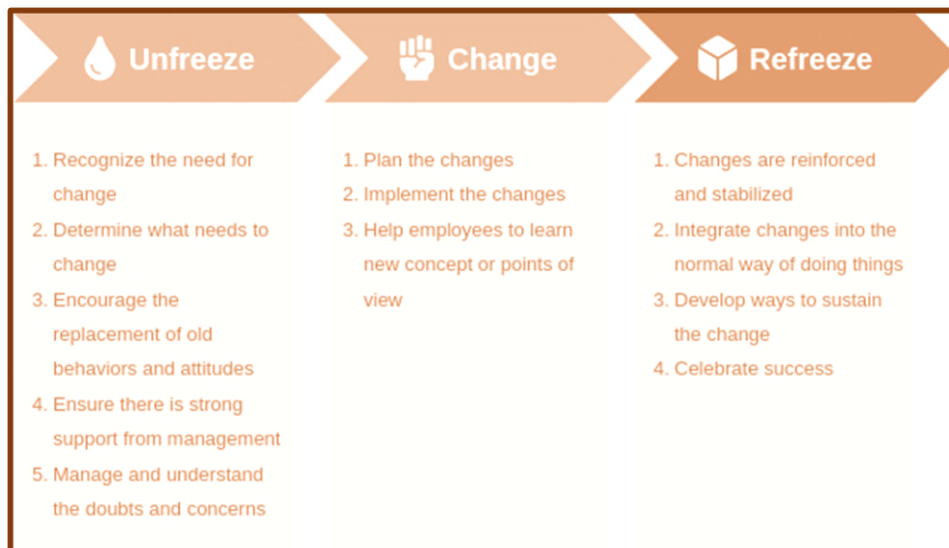 Unfreeze
1. Recognize the need for
change
2. Determine what needs to
change
3. Encourage the
replacement of old
behaviors and attitudes
4. Ensure there is strong
support from management
5. Manage and understand
the doubts and concerns
Change
1. Plan the changes
2. Implement the changes
3. Help employees to learn
new concept or points of
view
Refreeze
1. Changes are reinforced
and stabilized
2. Integrate changes into the
normal way of doing things
3. Develop ways to sustain
the change
4. Celebrate success